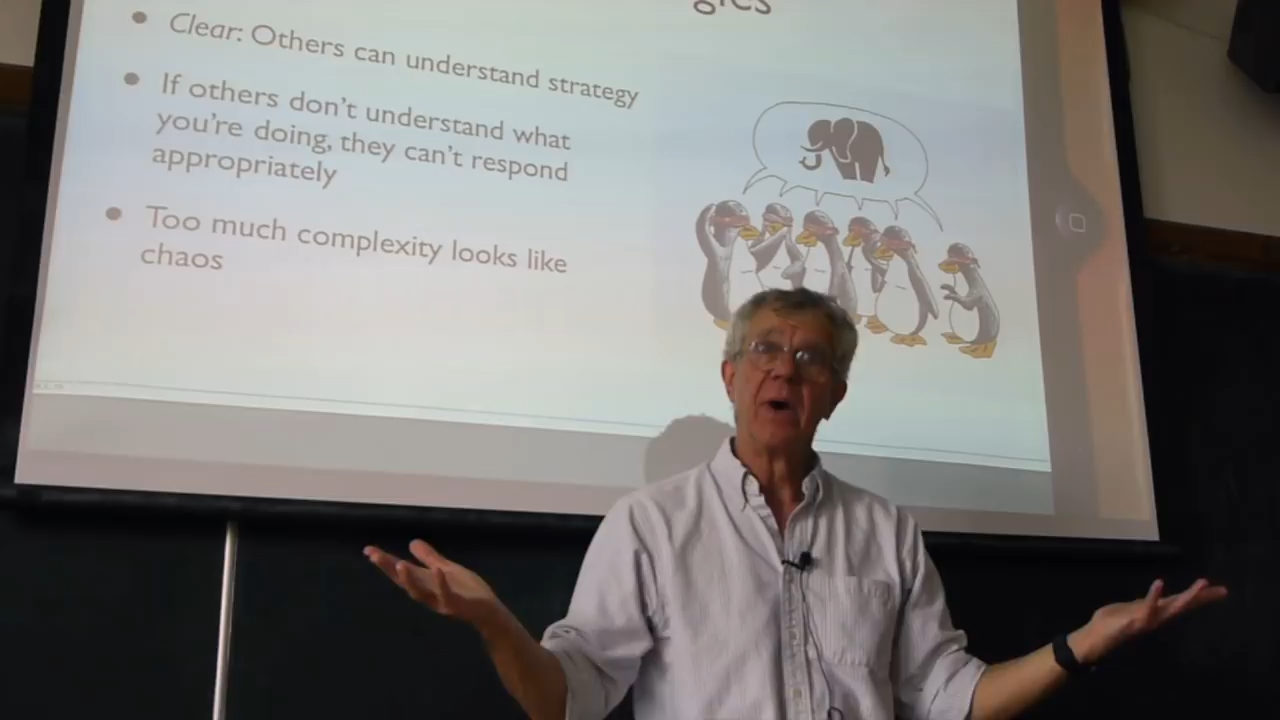 Clear: Others can understand strategy
If others don't understand what
you're doing, they can't respond
appropriately
Too much complexity looks like
chaos